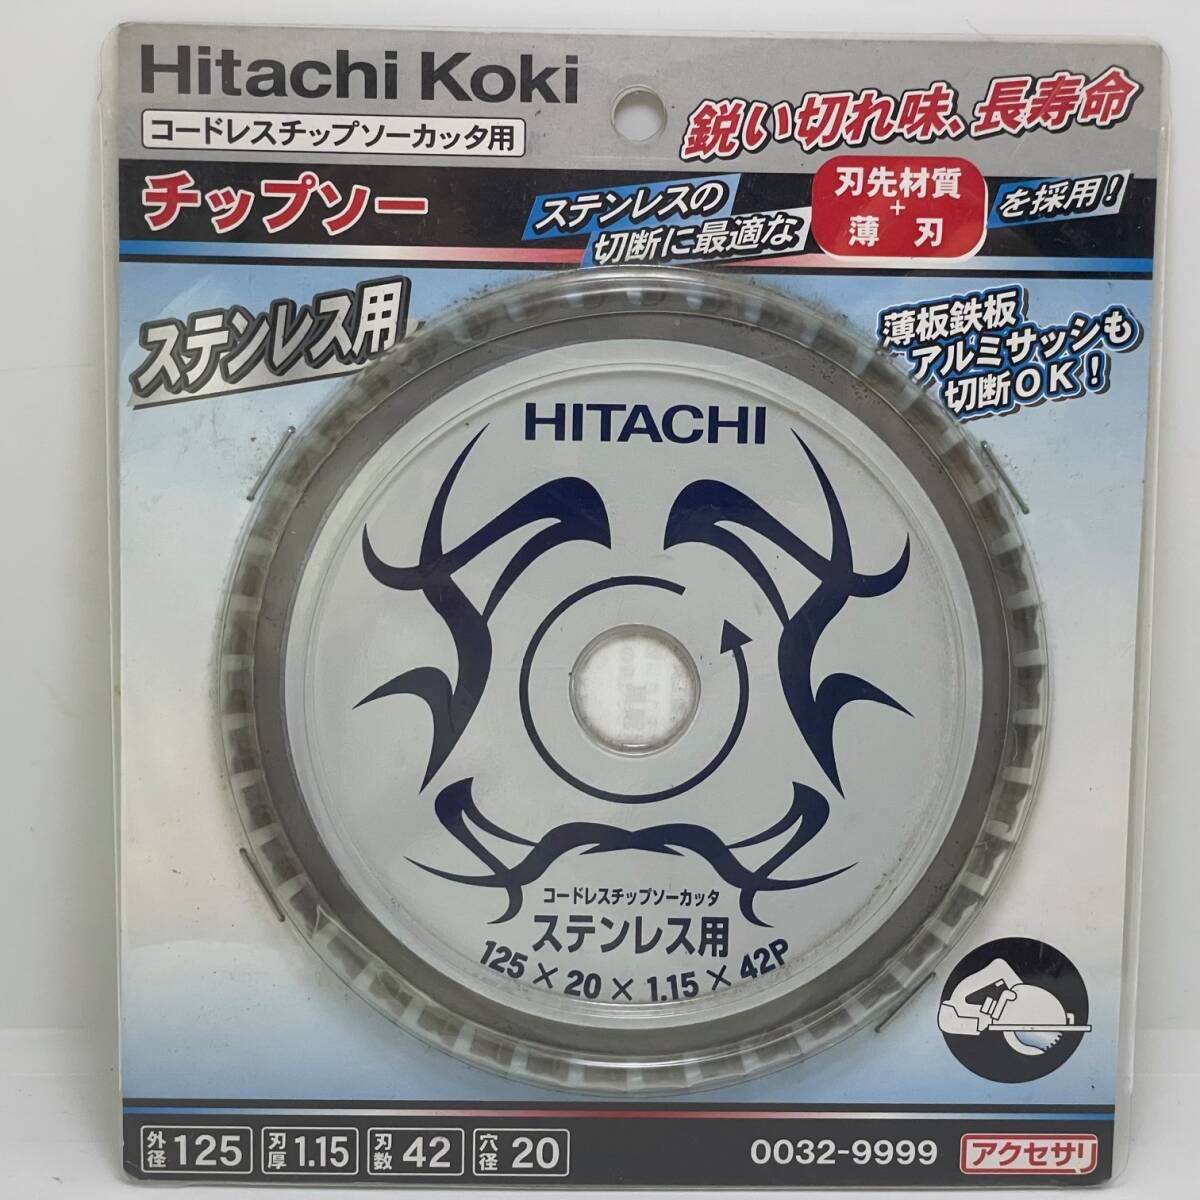 Hitachi Koki
コードレスチップソーカッタ用
鋭い切れ味、長寿命
チップソー
ステンレスの
切断に最適な
刃先材質
+
薄 刃
を採用!
ステンレス用
薄板鉄板
アルミサッシも
切断OK!
HITACHI
コードレスチップソーカッタ
ステンレス用
125 × 20 × 1.15 × 42P
外径 125
刃厚 1.15
刃数 42
穴径 20
0032-9999
アクセサリ